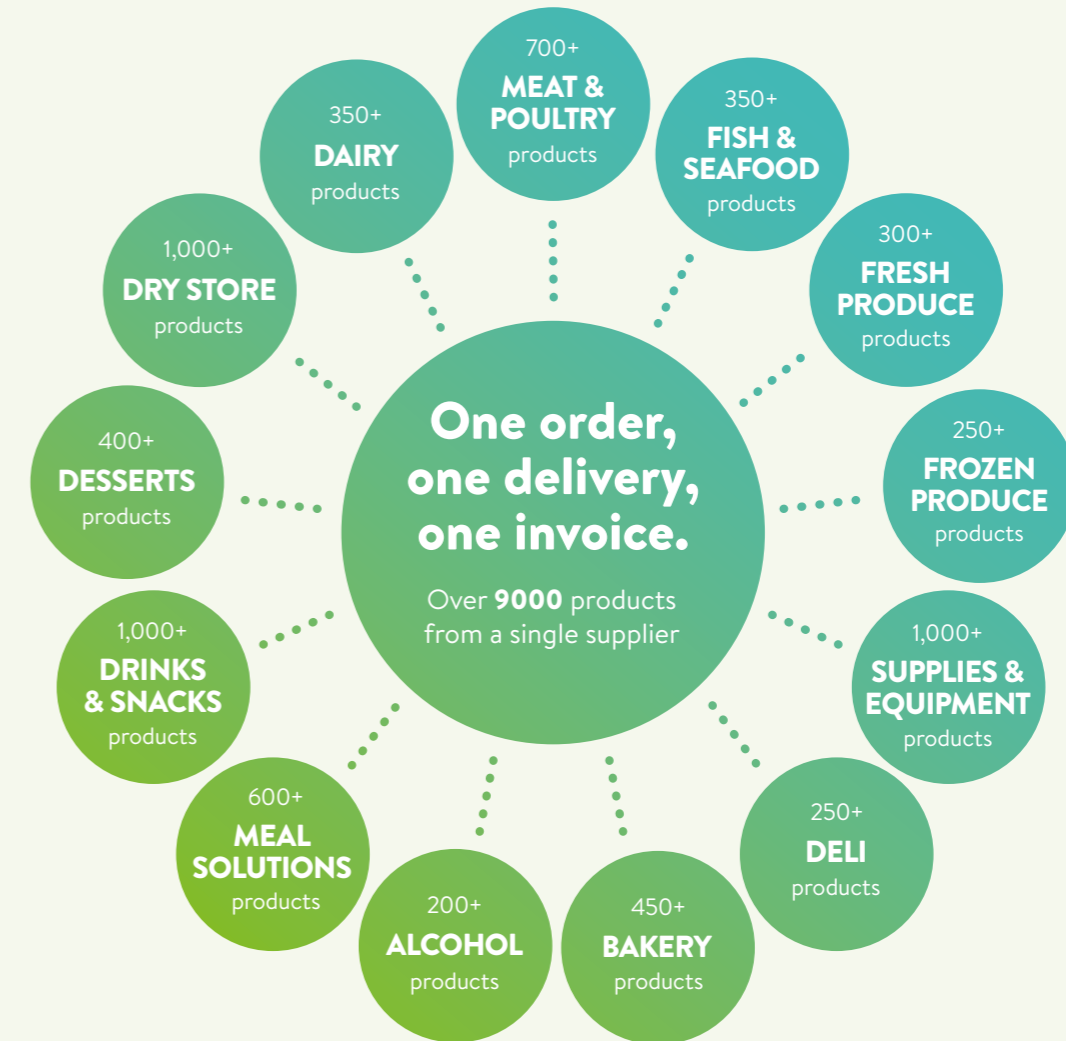 One order,
one delivery,
one invoice.
Over 9000 products
from a single supplier
700+
MEAT &
POULTRY
products
350+
FISH &
SEAFOOD
products
300+
FRESH
PRODUCE
products
250+
FROZEN
PRODUCE
products
1,000+
SUPPLIES &
EQUIPMENT
products
250+
DELI
products
450+
BAKERY
products
200+
ALCOHOL
products
600+
MEAL
SOLUTIONS
products
1,000+
DRINKS
& SNACKS
products
400+
DESSERTS
products
1,000+
DRY STORE
products
350+
DAIRY
products